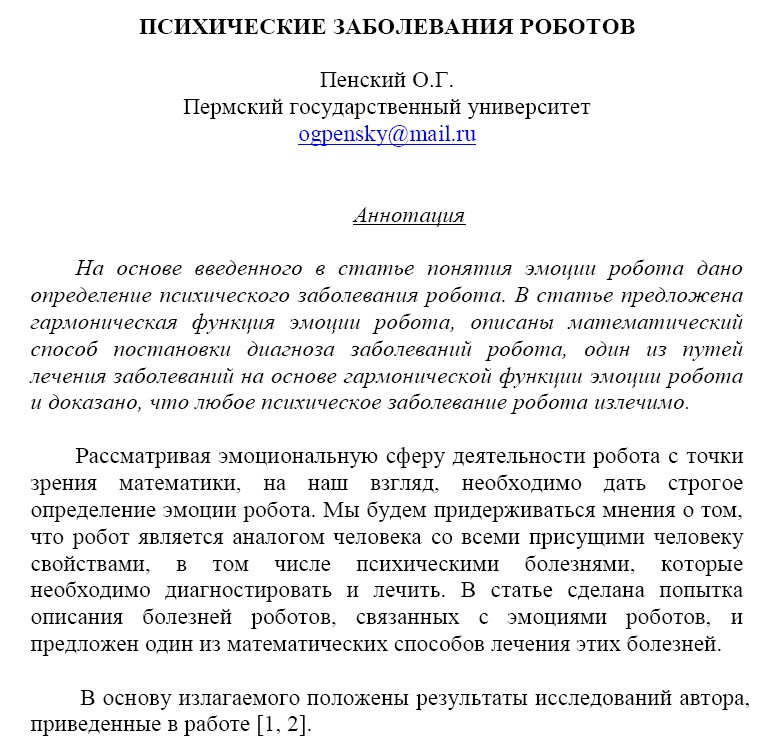 ПСИХИЧЕСКИЕ ЗАБОЛЕВАНИЯ РОБОТОВ
Пенский О.Г.
Пермский государственный университет
ogpensky@mail.ru
Аннотация
На основе введенного в статье понятия эмоции робота дано
определение психического заболевания робота. В статье предложена
гармоническая функция эмоции робота, описаны математический
способ постановки диагноза заболеваний робота, один из путей
лечения заболеваний на основе гармонической функции эмоции робота
и доказано, что любое психическое заболевание робота излечимо.
Рассматривая эмоциональную сферу деятельности робота с точки
зрения математики, на наш взгляд, необходимо дать строгое
определение эмоции робота. Мы будем придерживаться мнения о том,
что робот является аналогом человека со всеми присущими человеку
свойствами, в том числе психическими болезнями, которые
необходимо диагностировать и лечить. В статье сделана попытка
описания болезней роботов, связанных с эмоциями роботов, и
предложен один из математических способов лечения этих болезней.
В основу излагаемого положены результаты исследований автора,
приведенные в работе [1, 2].